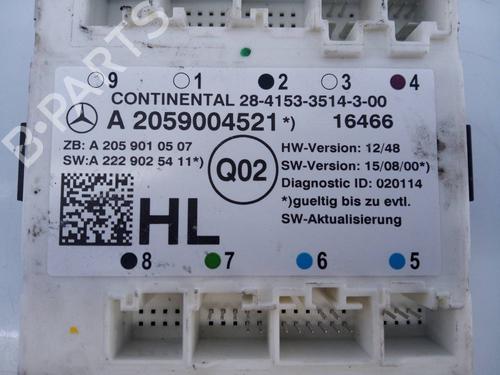 B-PARTS
9 1 2 3 4
CONTINENTAL 28-4153-3514-3-00
A 2059004521*) 16466
ZB: A 205 901 05 07
SW:A 222 902 54 11*)
Q02
HW-Version: 12/48
SW-Version: 15/08/00*)
Diagnostic ID: 020114
*)gueltig bis zu evtl.
SW-Aktualisierung
HL
8 7 6 5